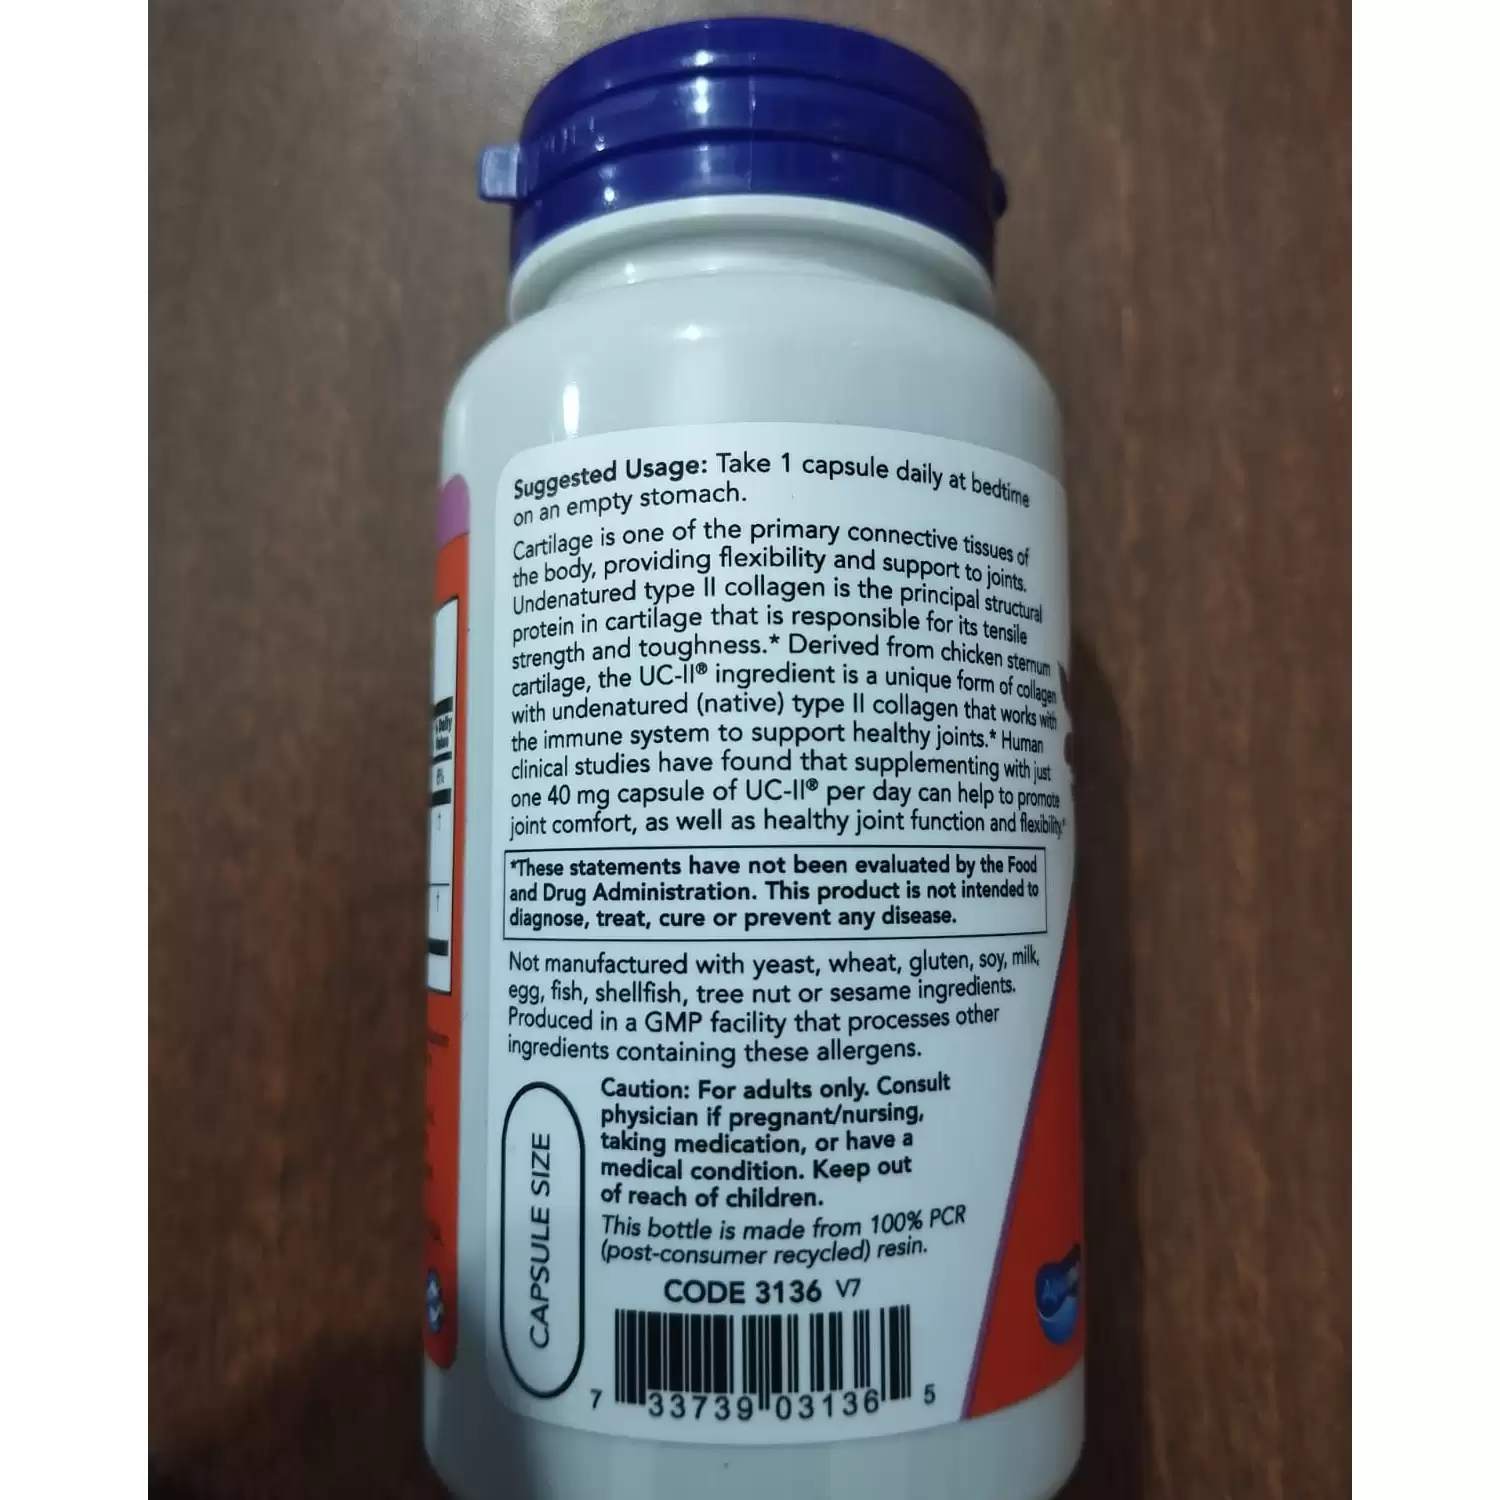 Suggested Usage: Take 1 capsule daily at bedtime
on an empty stomach.
Cartilage is one of the primary connective tissues of
the body, providing flexibility and support to joints.
Undenatured type II collagen is the principal structural
protein in cartilage that is responsible for its tensile
strength and toughness.* Derived from chicken sternum
cartilage, the UC-II® ingredient is a unique form of collagen
with undenatured (native) type II collagen that works with
the immune system to support healthy joints.* Human
clinical studies have found that supplementing with just
one 40 mg capsule of UC-II® per day can help to promote
joint comfort, as well as healthy joint function and flexibility.*
*These statements have not been evaluated by the Food
and Drug Administration. This product is not intended to
diagnose, treat, cure or prevent any disease.
Not manufactured with yeast, wheat, gluten, soy, milk,
egg, fish, shellfish, tree nut or sesame ingredients.
Produced in a GMP facility that processes other
ingredients containing these allergens.
CAPSULE SIZE
Caution: For adults only. Consult
physician if pregnant/nursing,
taking medication, or have a
medical condition. Keep out
of reach of children.
This bottle is made from 100% PCR
(post-consumer recycled) resin.
CODE 3136 V7
7 33739 03136 5
Daily
Value
6%
†
†